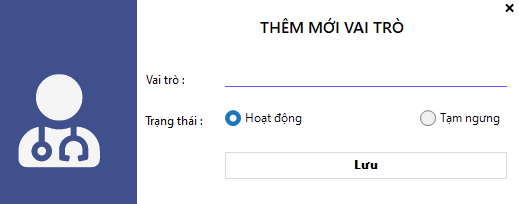 THÊM MỚI VAI TRÒ
Vai trò :
Trạng thái : Hoạt động Tạm ngưng
Lưu